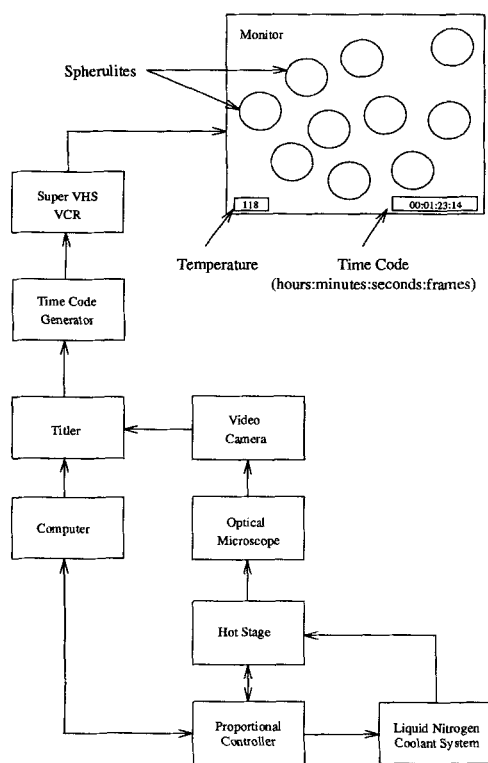 Monitor
Spherulites
118
00:01:23:14
Super VHS
VCR
Temperature
Time Code
(hours:minutes:seconds:frames)
Time Code
Generator
Titler
Video
Camera
Computer
Optical
Microscope
Hot Stage
Proportional
Controller
Liquid Nitrogen
Coolant System